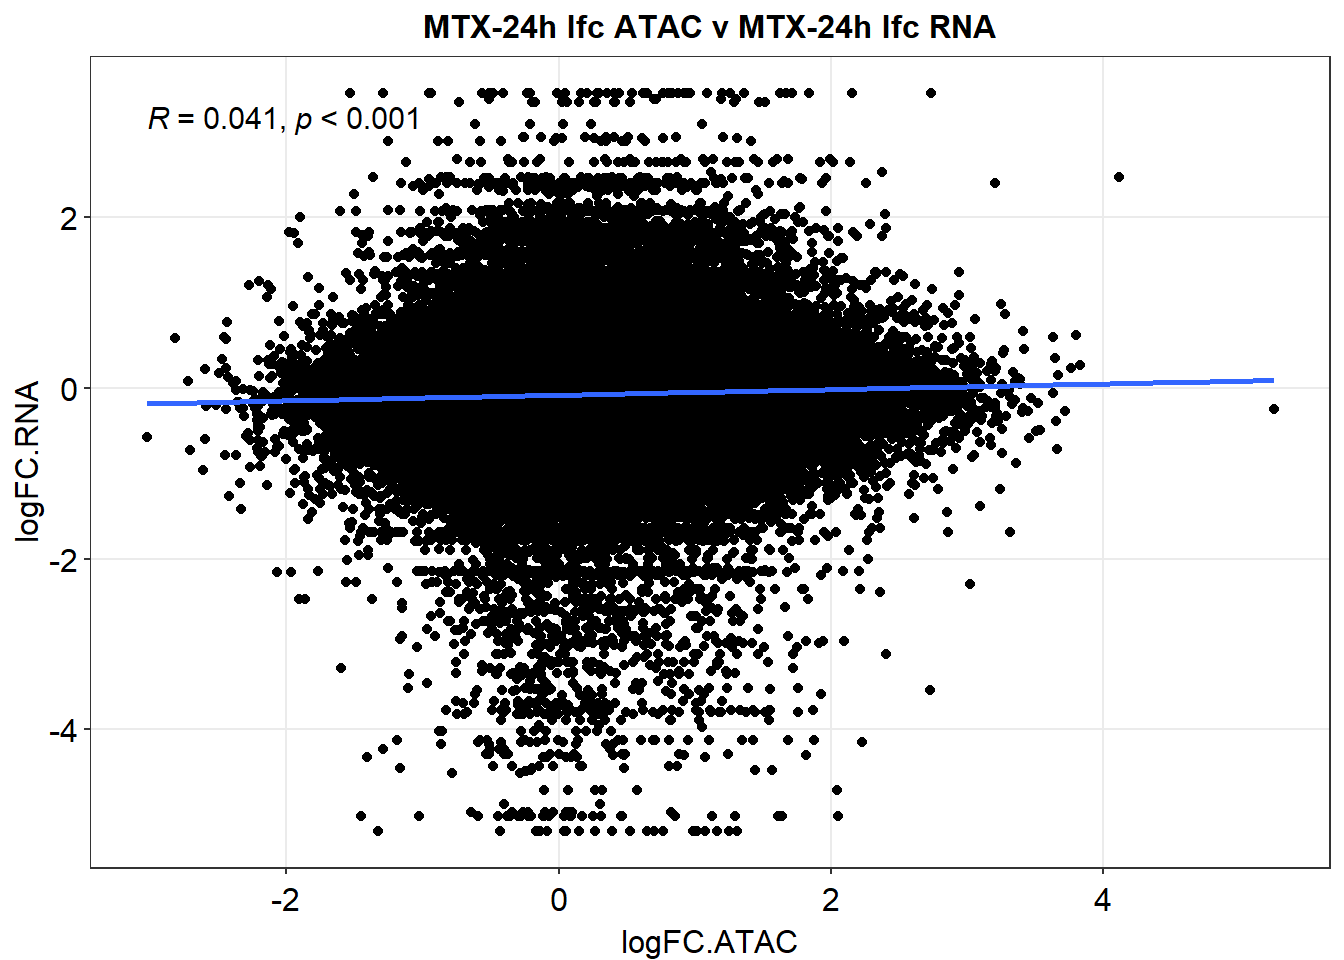 MTX-24h lfc ATAC v MTX-24h lfc RNA
R = 0.041, p < 0.001
logFC.RNA
2
0
-2
-4
-2
0
2
4
logFC.ATAC